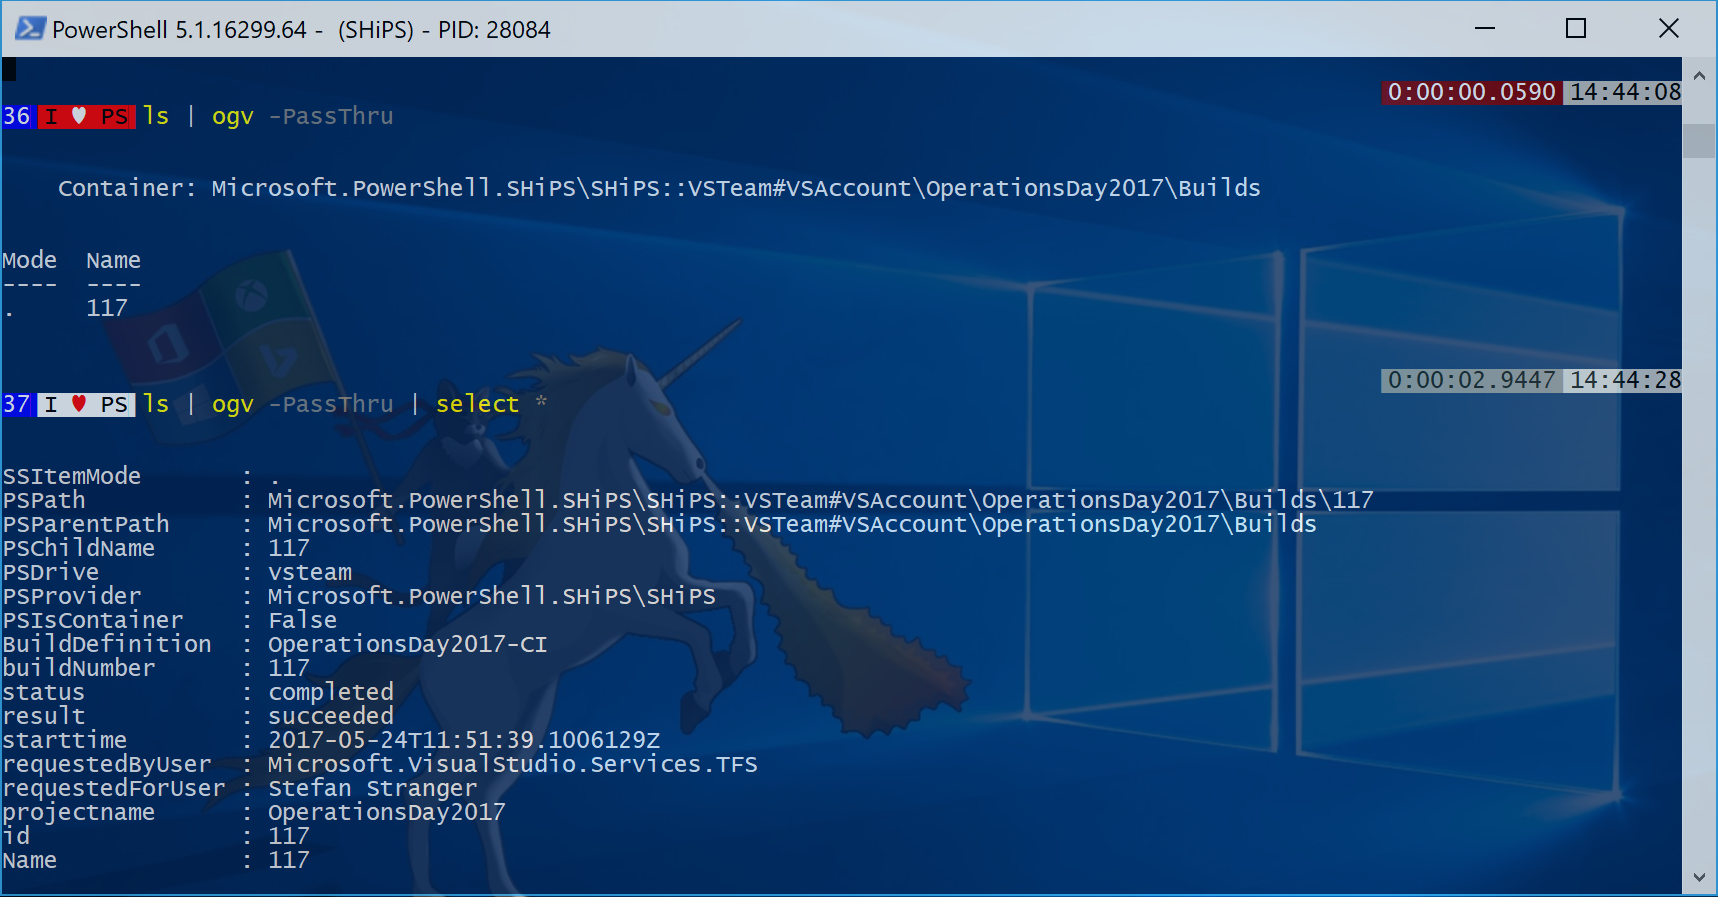 PowerShell 5.1.16299.64 -  (SHiPS) - PID: 28084
0:00:00.0590 14:44:08
36 I ♥ PS ls | ogv -PassThru
Container: Microsoft.PowerShell.SHiPS\SHiPS::VSTeam#VSAccount\OperationsDay2017\Builds
Mode  Name
----  ----
.     117
0:00:02.9447 14:44:28
37 I ♥ PS ls | ogv -PassThru | select *
SSItemMode       : .
PSPath           : Microsoft.PowerShell.SHiPS\SHiPS::VSTeam#VSAccount\OperationsDay2017\Builds\117
PSParentPath     : Microsoft.PowerShell.SHiPS\SHiPS::VSTeam#VSAccount\OperationsDay2017\Builds
PSChildName      : 117
PSDrive          : vsteam
PSProvider       : Microsoft.PowerShell.SHiPS\SHiPS
PSIsContainer    : False
BuildDefinition  : OperationsDay2017-CI
buildNumber      : 117
status           : completed
result           : succeeded
starttime        : 2017-05-24T11:51:39.1006129Z
requestedByUser  : Microsoft.VisualStudio.Services.TFS
requestedForUser : Stefan Stranger
projectname      : OperationsDay2017
id               : 117
Name             : 117